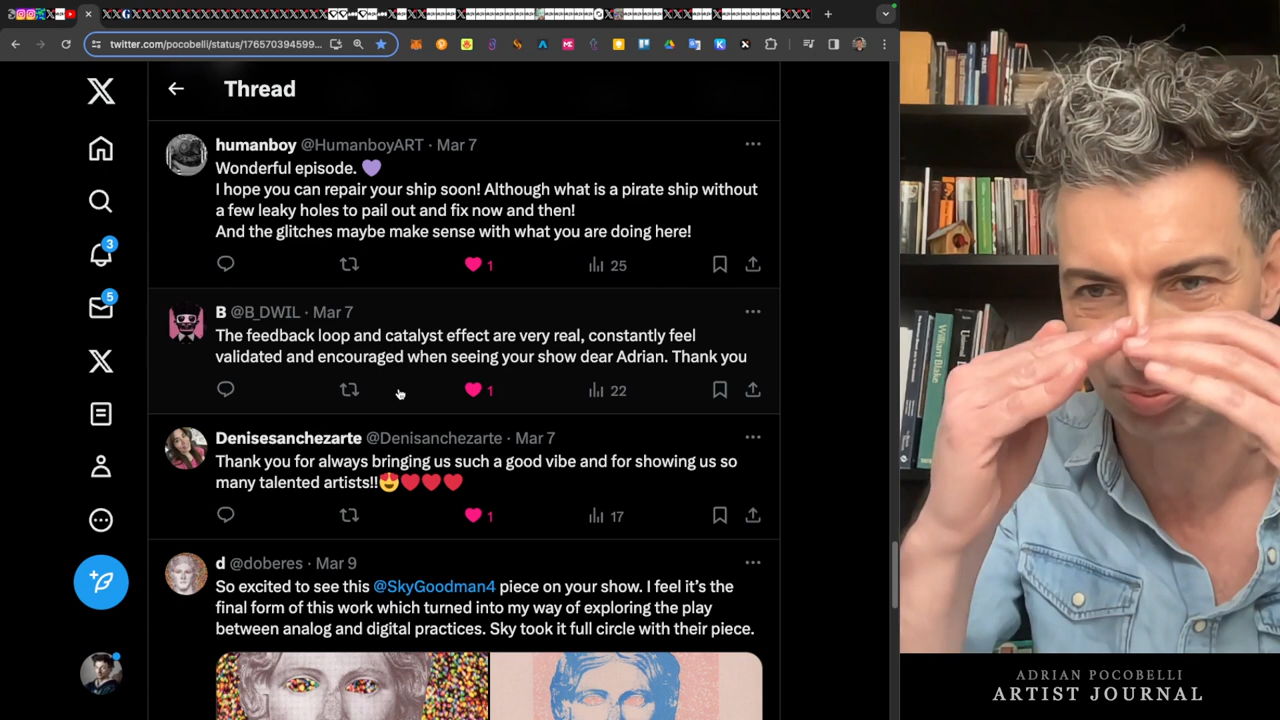 twitter.com/pocobelli/status/176570394599...
Thread
humanboy @HumanboyART · Mar 7
Wonderful episode. 💜
I hope you can repair your ship soon! Although what is a pirate ship without
a few leaky holes to pail out and fix now and then!
And the glitches maybe make sense with what you are doing here!
1 25
3
5
B @B_DWIL · Mar 7
The feedback loop and catalyst effect are very real, constantly feel
validated and encouraged when seeing your show dear Adrian. Thank you
1 22
Denisesanchezarte @Denisanchezarte · Mar 7
Thank you for always bringing us such a good vibe and for showing us so
many talented artists!!😍❤️❤️❤️
1 17
d @doberes · Mar 9
So excited to see this @SkyGoodman4 piece on your show. I feel it's the
final form of this work which turned into my way of exploring the play
between analog and digital practices. Sky took it full circle with their piece.
William Blake
ADRIAN POCOBELLI
ARTIST JOURNAL